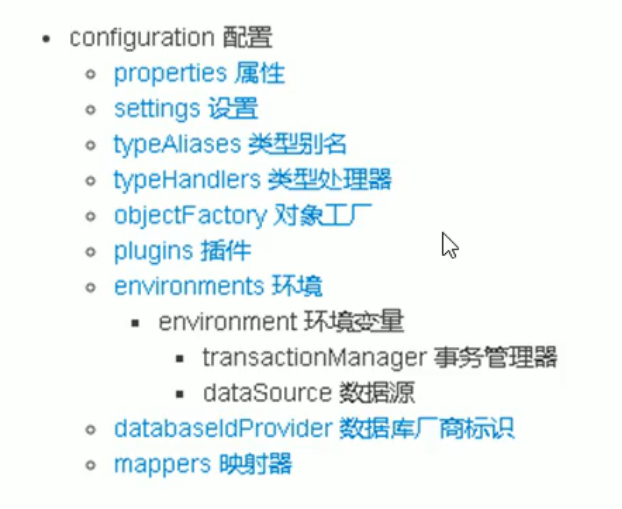 configuration 配置
properties 属性
settings 设置
typeAliases 类型别名
typeHandlers 类型处理器
objectFactory 对象工厂
plugins 插件
environments 环境
environment 环境变量
transactionManager 事务管理器
dataSource 数据源
databaseIdProvider 数据库厂商标识
mappers 映射器